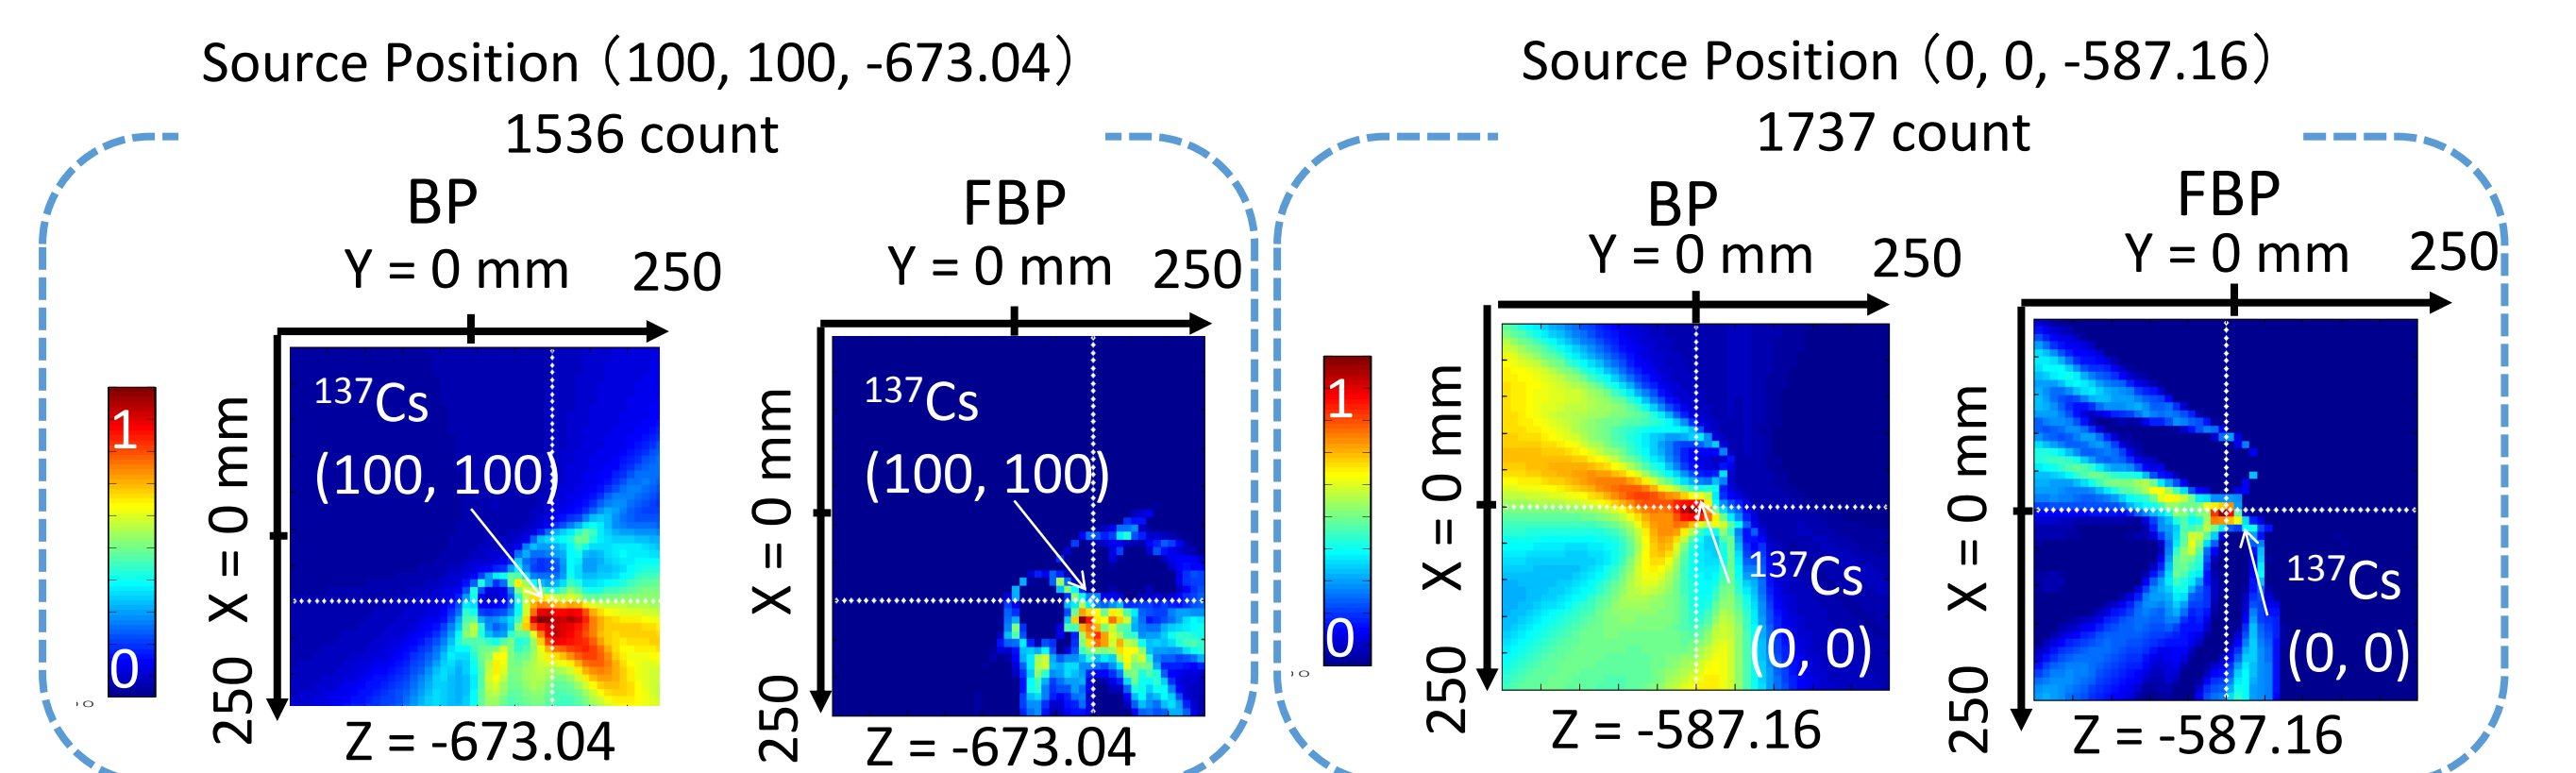 Source Position（100, 100, -673.04）
1536 count
BP
Y = 0 mm 250
1
0
X = 0 mm
250
137Cs
(100, 100)
Z = -673.04
FBP
Y = 0 mm 250
X = 0 mm
250
137Cs
(100, 100)
Z = -673.04
Source Position（0, 0, -587.16）
1737 count
BP
Y = 0 mm 250
1
0
X = 0 mm
250
137Cs
(0, 0)
Z = -587.16
FBP
Y = 0 mm 250
X = 0 mm
250
137Cs
(0, 0)
Z = -587.16